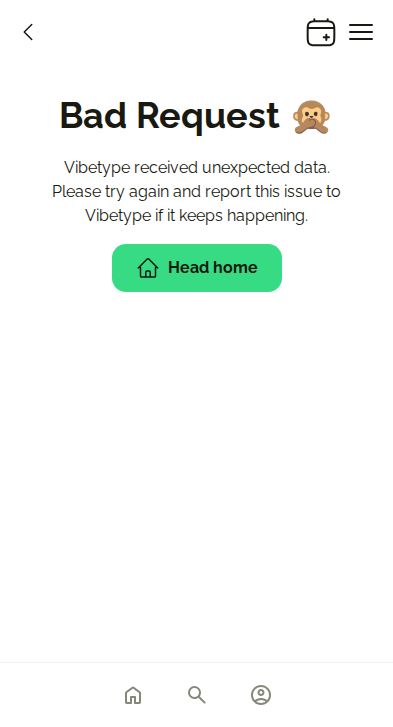 Bad Request 🙊
Vibetype received unexpected data.
Please try again and report this issue to
Vibetype if it keeps happening.
Head home